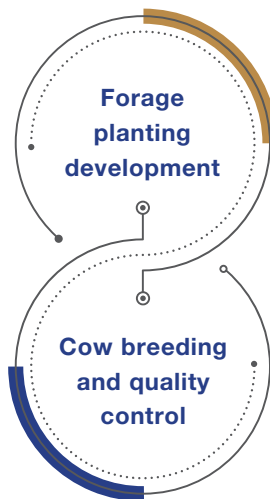 Forage
planting
development
Cow breeding
and quality
control